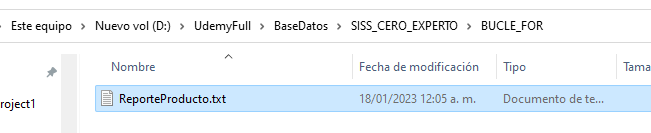 Este equipo > Nuevo vol (D:) > UdemyFull > BaseDatos > SISS_CERO_EXPERTO > BUCLE_FOR
Nombre Fecha de modificación Tipo Tama
roject1 ReporteProducto.txt 18/01/2023 12:05 a. m. Documento de te...